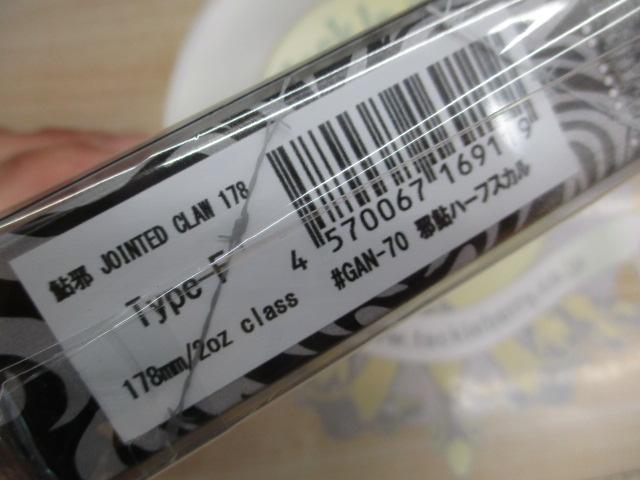 鮎邪 JOINTED CLAW 178
Type-F
178mm/2oz class
4 570067 169119
#GAN-70 邪鮎ハーフスカル